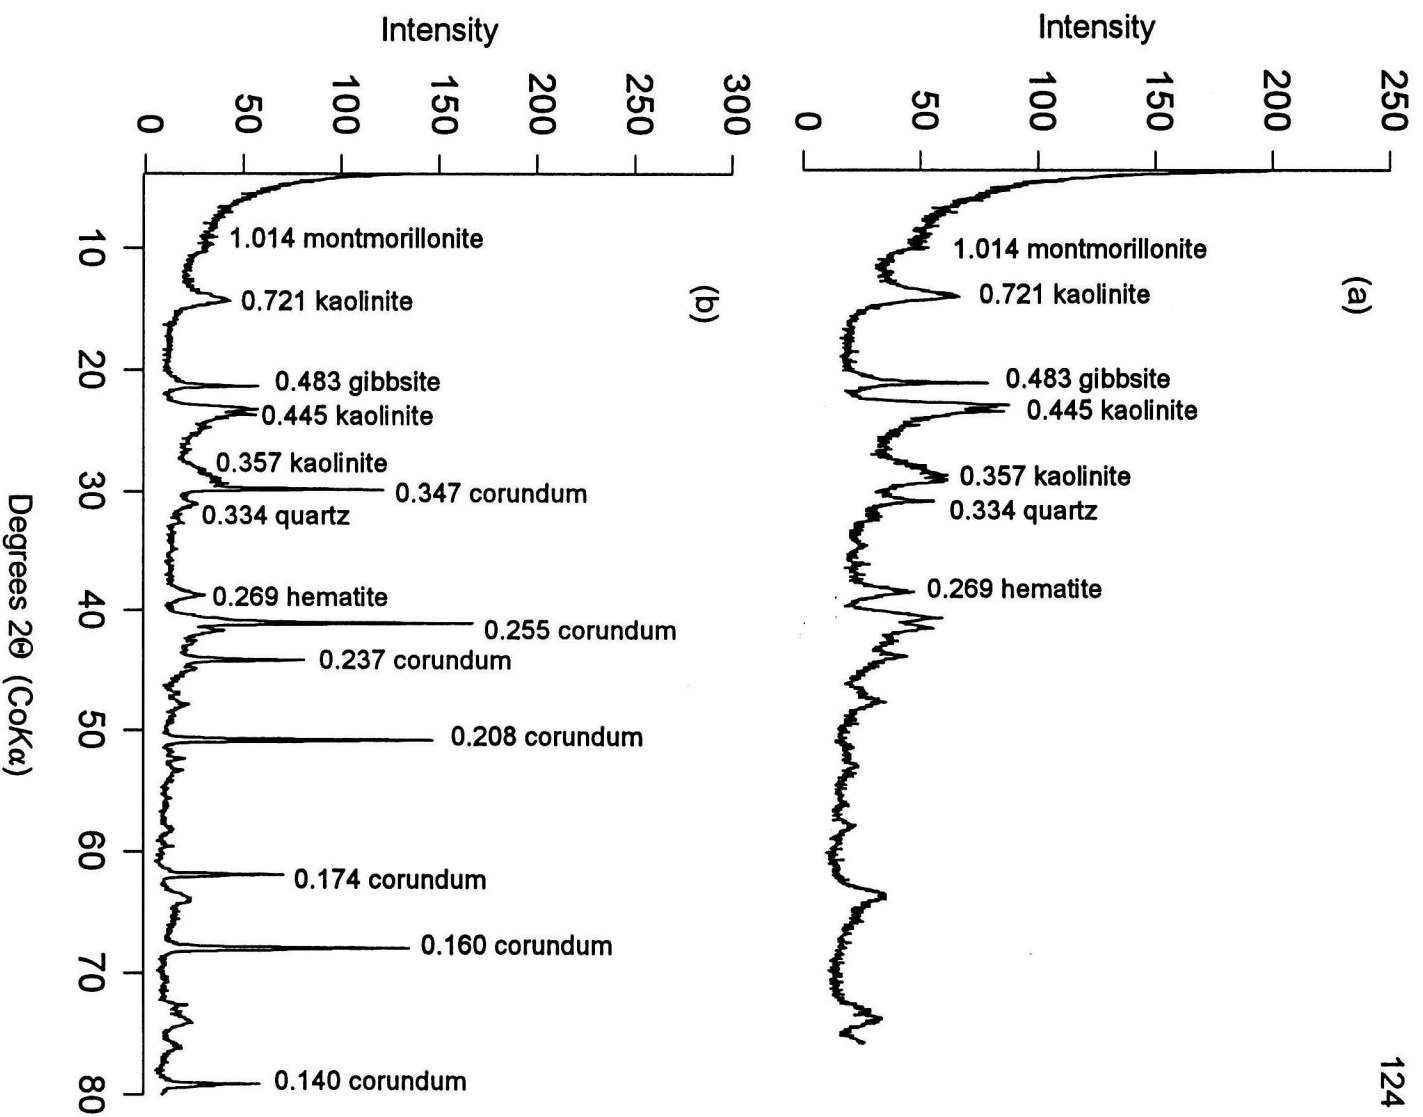 124
(a)
Intensity
250
200
150
100
50
0
1.014 montmorillonite
0.721 kaolinite
0.483 gibbsite
0.445 kaolinite
0.357 kaolinite
0.334 quartz
0.269 hematite
(b)
Intensity
300
250
200
150
100
50
0
1.014 montmorillonite
0.721 kaolinite
0.483 gibbsite
0.445 kaolinite
0.357 kaolinite
0.347 corundum
0.334 quartz
0.269 hematite
0.255 corundum
0.237 corundum
0.208 corundum
0.174 corundum
0.160 corundum
0.140 corundum
10
20
30
40
50
60
70
80
Degrees 2Θ (CoKα)